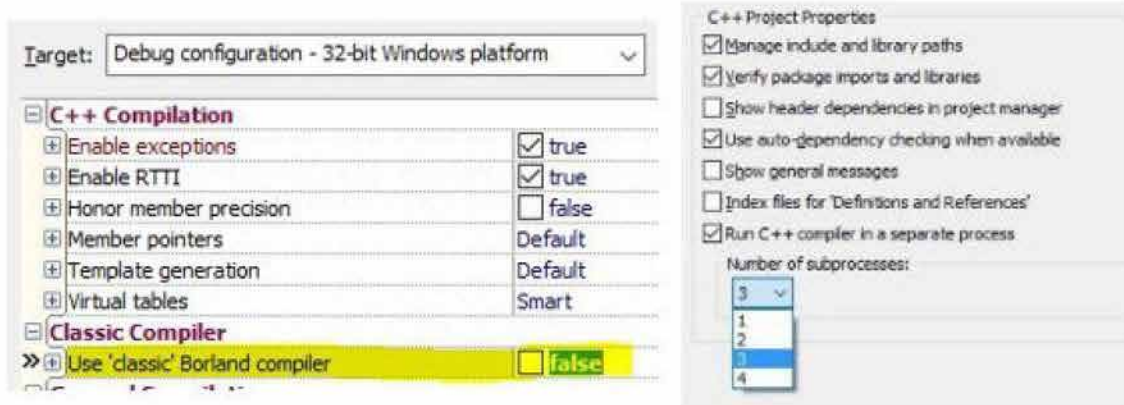 Target: Debug configuration - 32-bit Windows platform
C++ Compilation
Enable exceptions true
Enable RTTI true
Honor member precision false
Member pointers Default
Template generation Default
Virtual tables Smart
Classic Compiler
Use 'classic' Borland compiler false
C++ Project Properties
Manage include and library paths
Verify package imports and libraries
Show header dependencies in project manager
Use auto-dependency checking when available
Show general messages
Index files for 'Definitions and References'
Run C++ compiler in a separate process
Number of subprocesses:
3
1
2
3
4